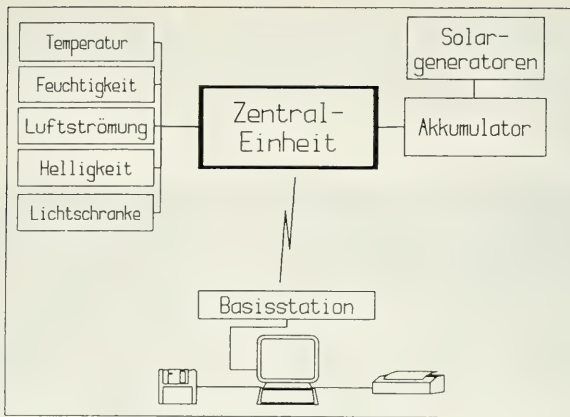 Temperatur
Feuchtigkeit
Luftströmung
Helligkeit
Lichtschranke
Zentral-
Einheit
Solar-
generatoren
Akkumulator
Basisstation